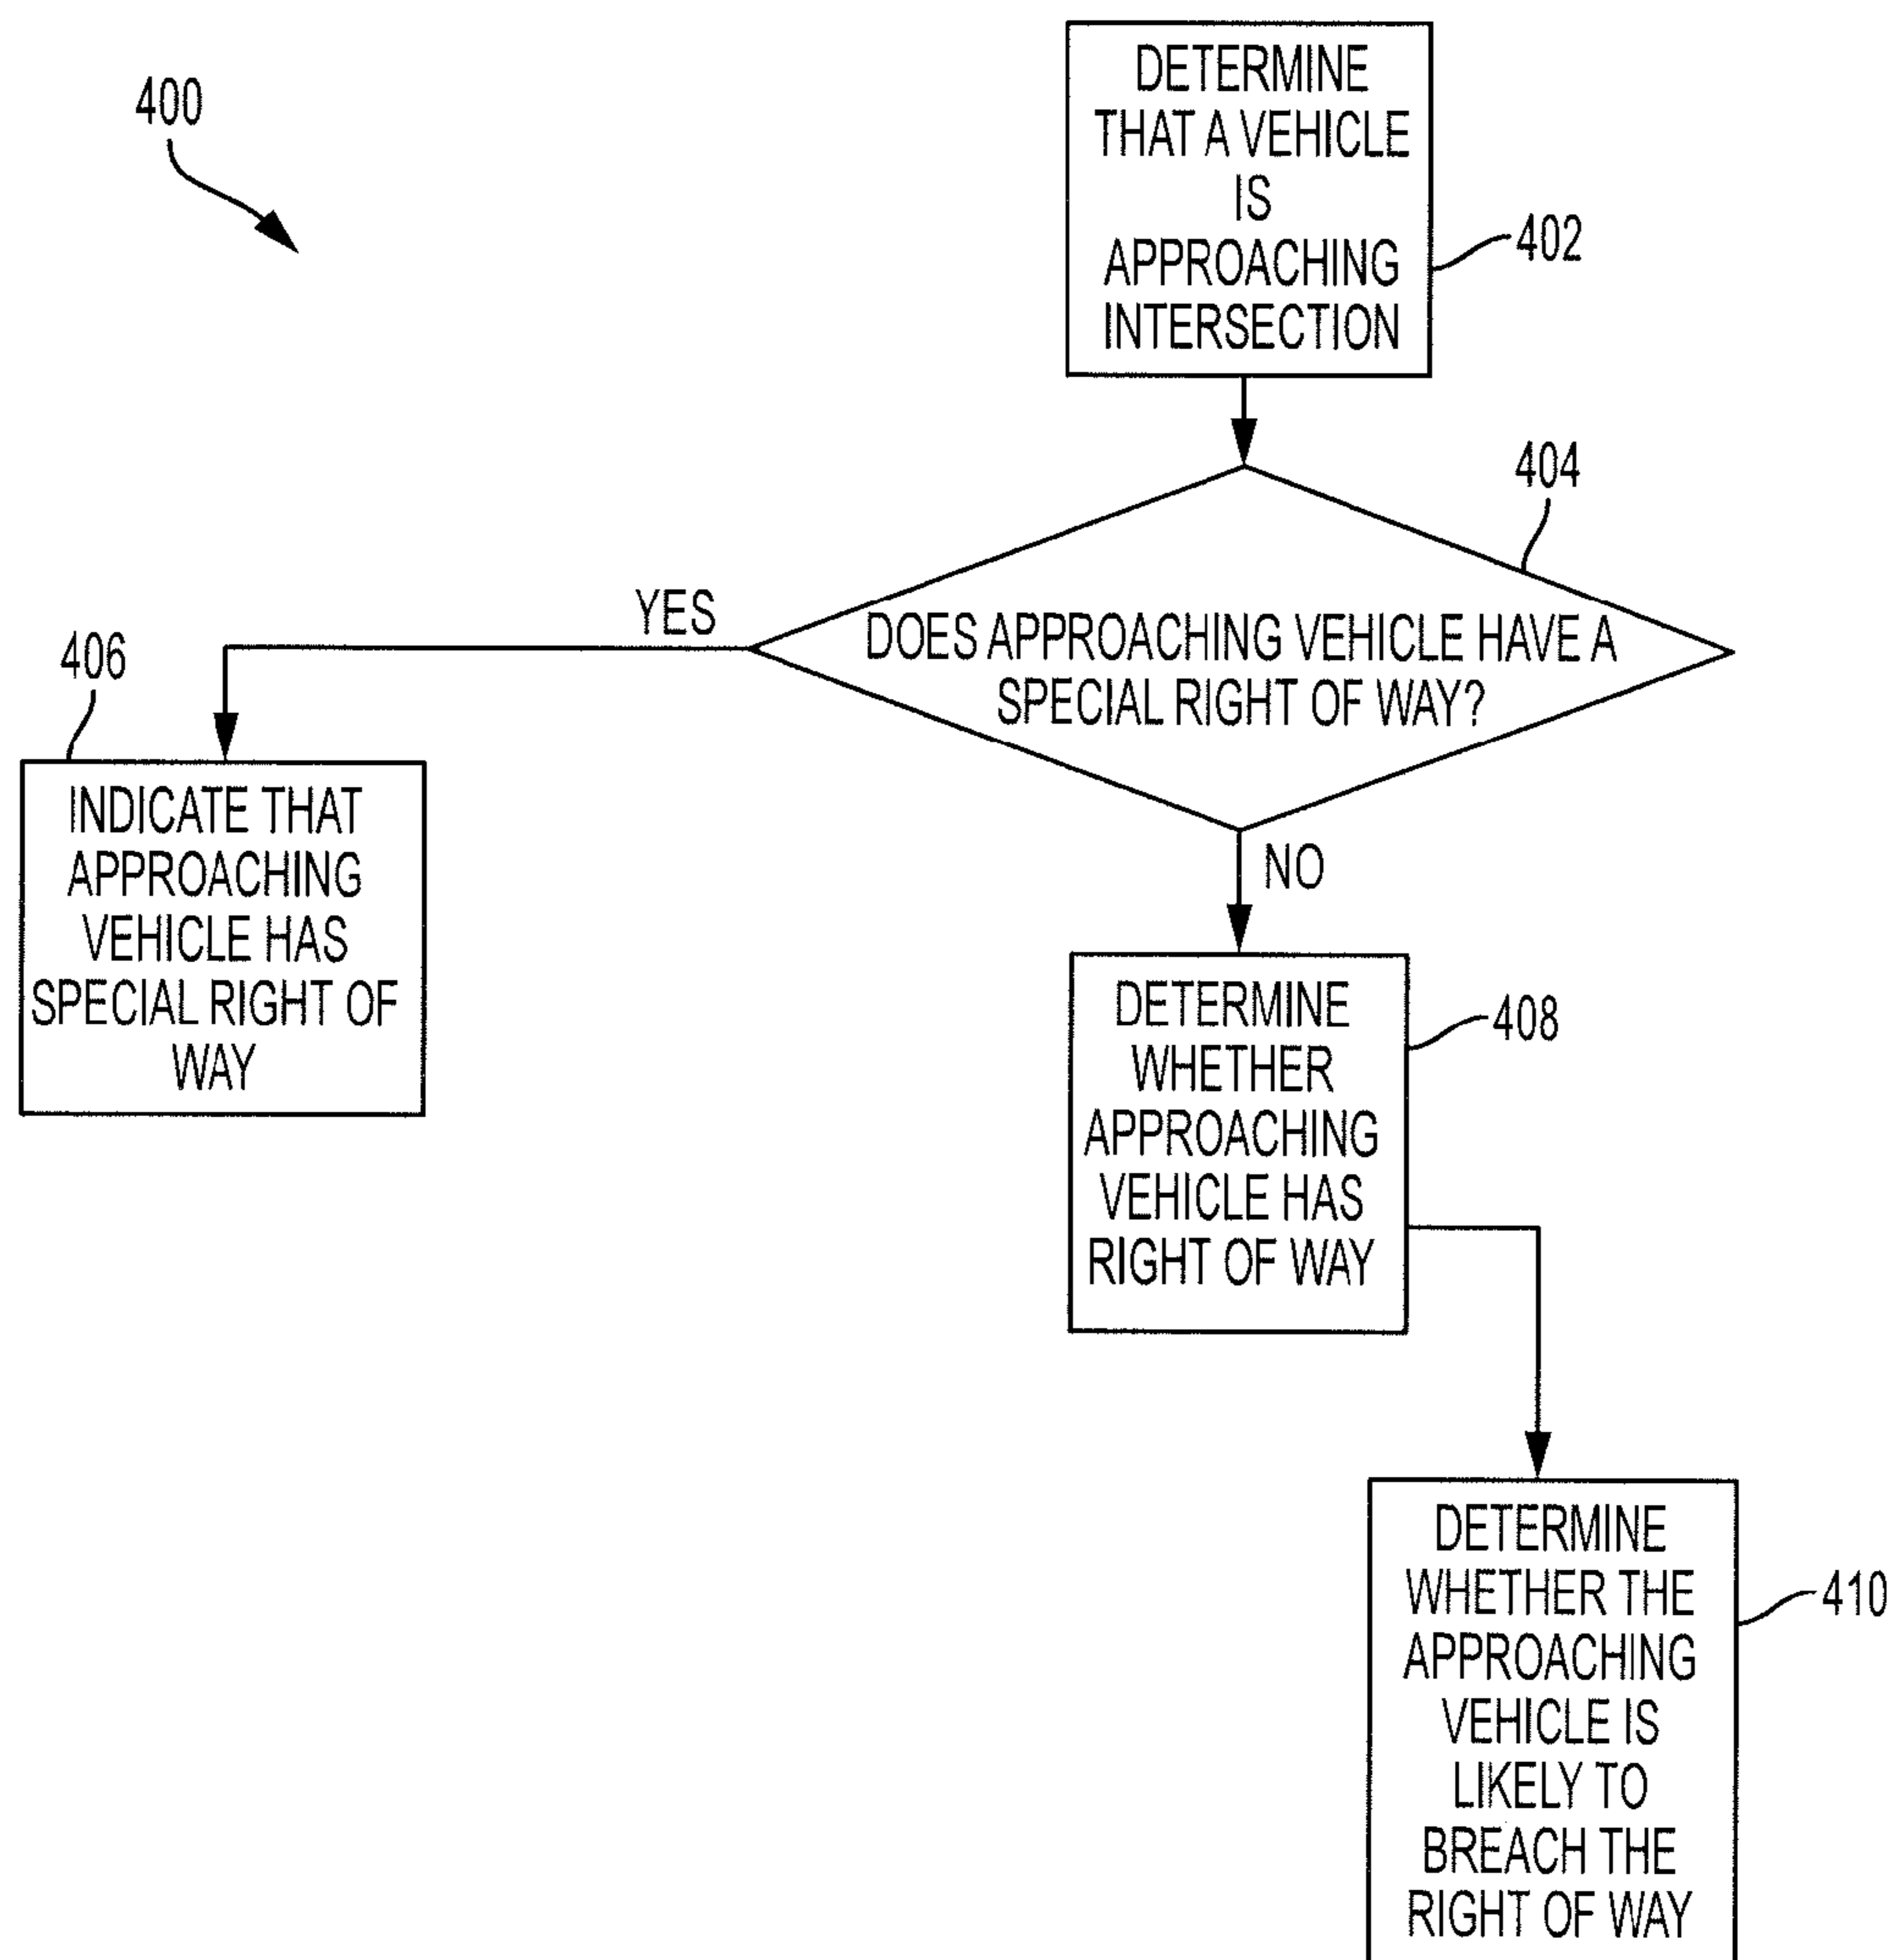 400
DETERMINE
THAT A VEHICLE
IS
APPROACHING
INTERSECTION
402
404
DOES APPROACHING VEHICLE HAVE A
SPECIAL RIGHT OF WAY?
YES
406
INDICATE THAT
APPROACHING
VEHICLE HAS
SPECIAL RIGHT OF
WAY
NO
DETERMINE
WHETHER
APPROACHING
VEHICLE HAS
RIGHT OF WAY
408
DETERMINE
WHETHER THE
APPROACHING
VEHICLE IS
LIKELY TO
BREACH THE
RIGHT OF WAY
410